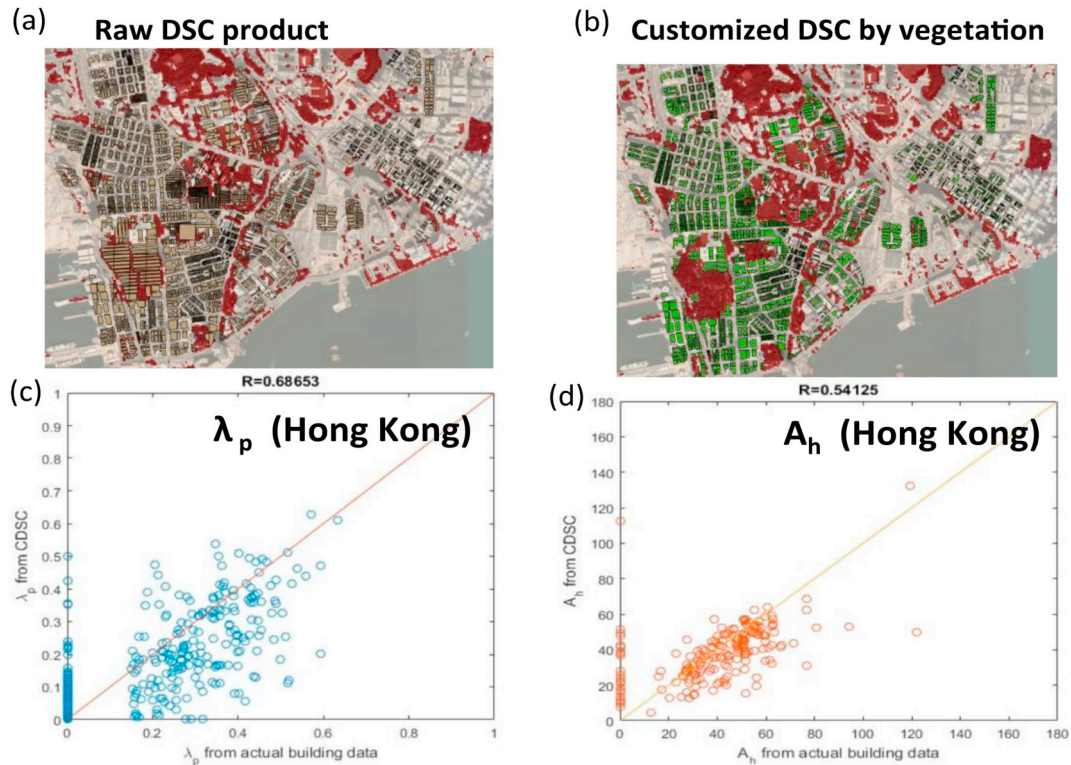 (a)
Raw DSC product
(b)
Customized DSC by vegetation
R=0.68653
(c)
λp (Hong Kong)
1
0.9
0.8
0.7
0.6
0.5
0.4
0.3
0.2
0.1
0
λp from CDSC
0 0.2 0.4 0.6 0.8 1
λp from actual building data
R=0.54125
(d)
Ah (Hong Kong)
180
160
140
120
100
80
60
40
20
0
Ah from CDSC
0 20 40 60 80 100 120 140 160 180
Ah from actual building data